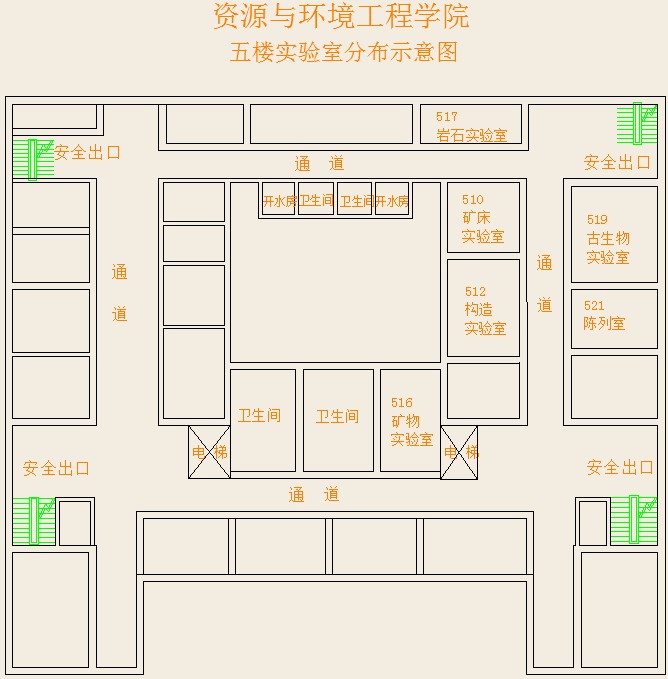 资源与环境工程学院
五楼实验室分布示意图
517
岩石实验室
安全出口
通 道
安全出口
开水房
卫生间
卫生间
开水房
510
矿床
实验室
519
古生物
实验室
通
道
通
道
512
构造
实验室
521
陈列室
卫生间
卫生间
516
矿物
实验室
电 梯
电 梯
安全出口
安全出口
通 道